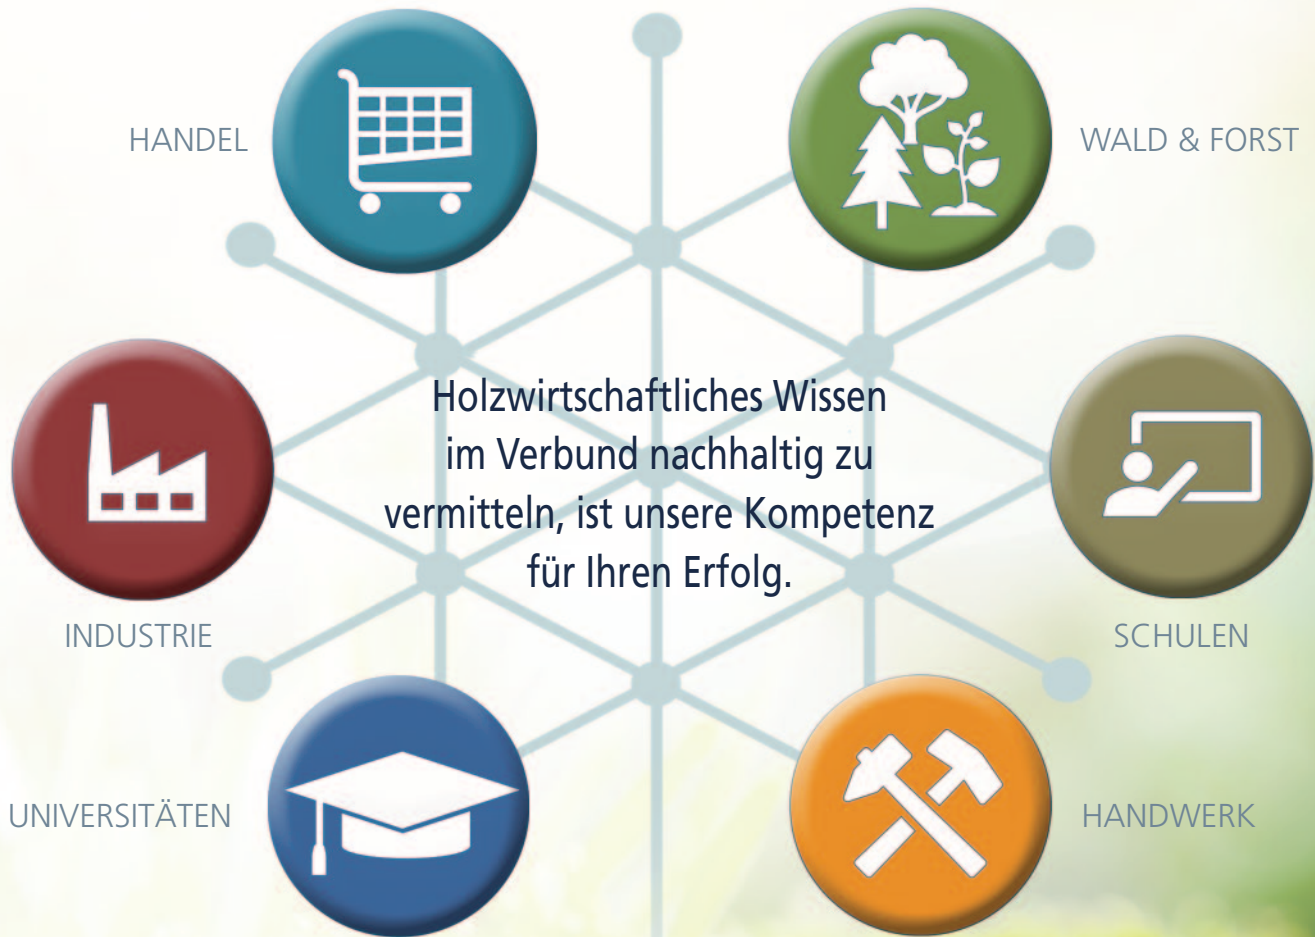 HANDEL
WALD & FORST
Holzwirtschaftliches Wissen
im Verbund nachhaltig zu
vermitteln, ist unsere Kompetenz
für Ihren Erfolg.
INDUSTRIE
SCHULEN
UNIVERSITÄTEN
HANDWERK